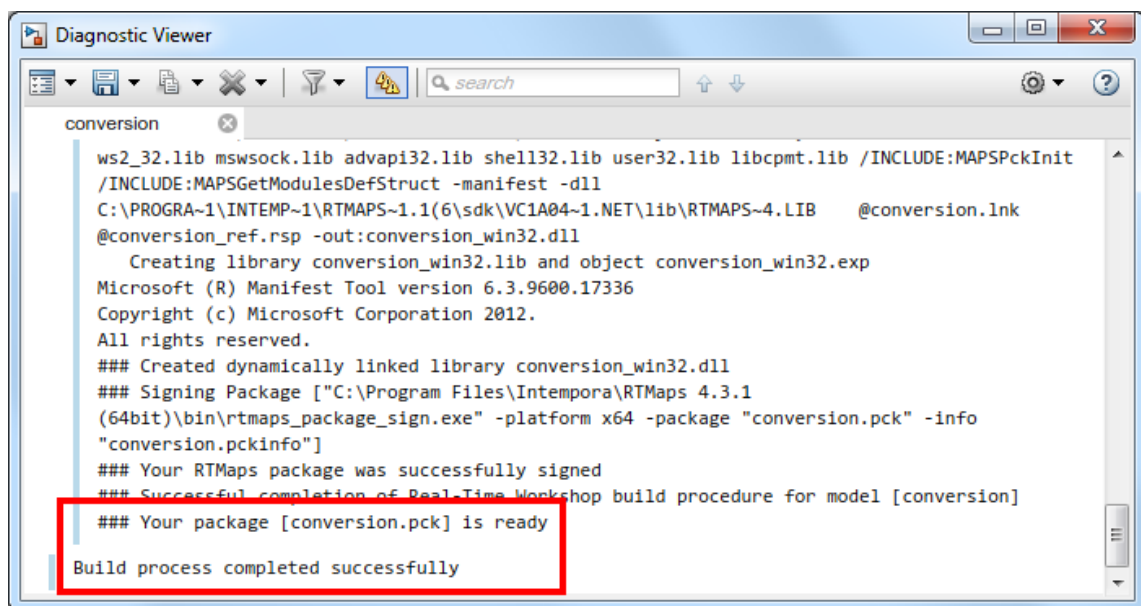 Diagnostic Viewer
search
conversion
ws2_32.lib mswsock.lib advapi32.lib shell32.lib user32.lib libcpmt.lib /INCLUDE:MAPSPckInit
/INCLUDE:MAPSGetModulesDefStruct -manifest -dll
C:\PROGRA~1\INTEMP~1\RTMAPS~1.1(6\sdk\VC1A04~1.NET\lib\RTMAPS~4.LIB    @conversion.lnk
@conversion_ref.rsp -out:conversion_win32.dll
   Creating library conversion_win32.lib and object conversion_win32.exp
Microsoft (R) Manifest Tool version 6.3.9600.17336
Copyright (c) Microsoft Corporation 2012.
All rights reserved.
### Created dynamically linked library conversion_win32.dll
### Signing Package ["C:\Program Files\Intempora\RTMaps 4.3.1
(64bit)\bin\rtmaps_package_sign.exe" -platform x64 -package "conversion.pck" -info
"conversion.pckinfo"]
### Your RTMaps package was successfully signed
### Successful completion of Real-Time Workshop build procedure for model [conversion]
### Your package [conversion.pck] is ready
Build process completed successfully